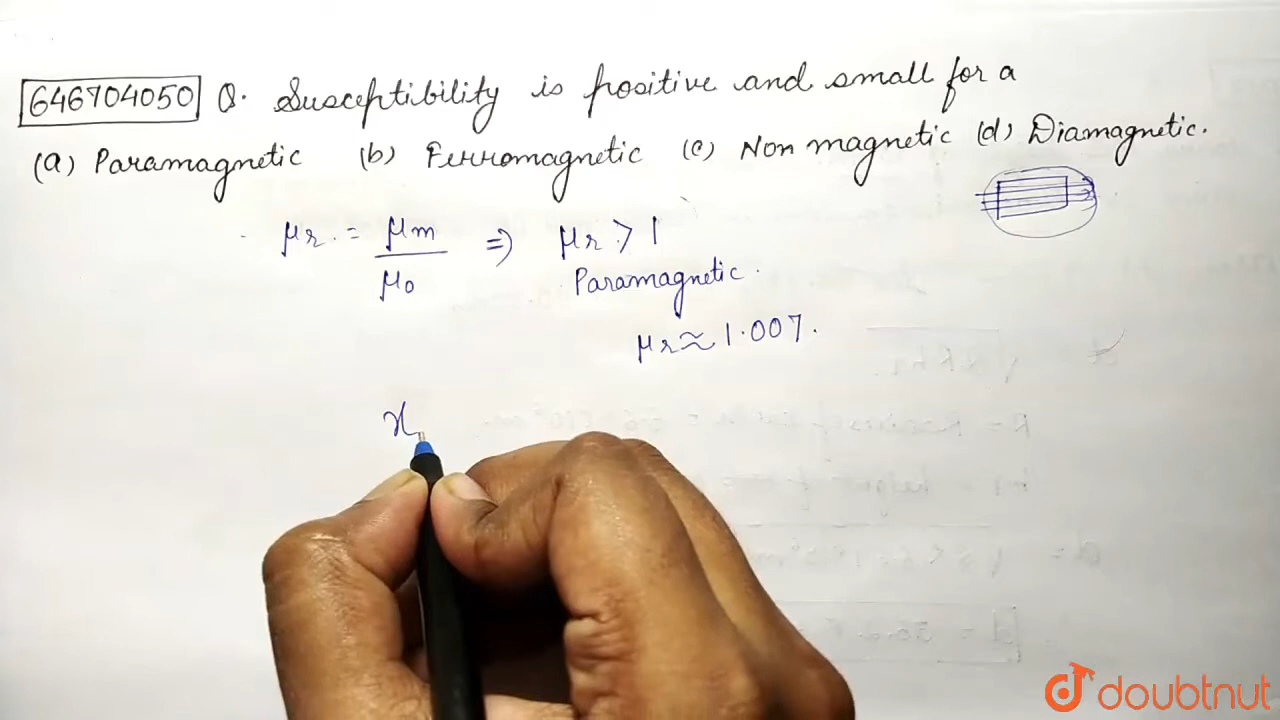 646704050 Q. Susceptibility is positive and small for a
(a) Paramagnetic (b) Ferromagnetic (c) Non magnetic (d) Diamagnetic.
μr = μm / μ0 ⇒ μr > 1
Paramagnetic.
μr ≈ 1.007.
χ
doubtnut